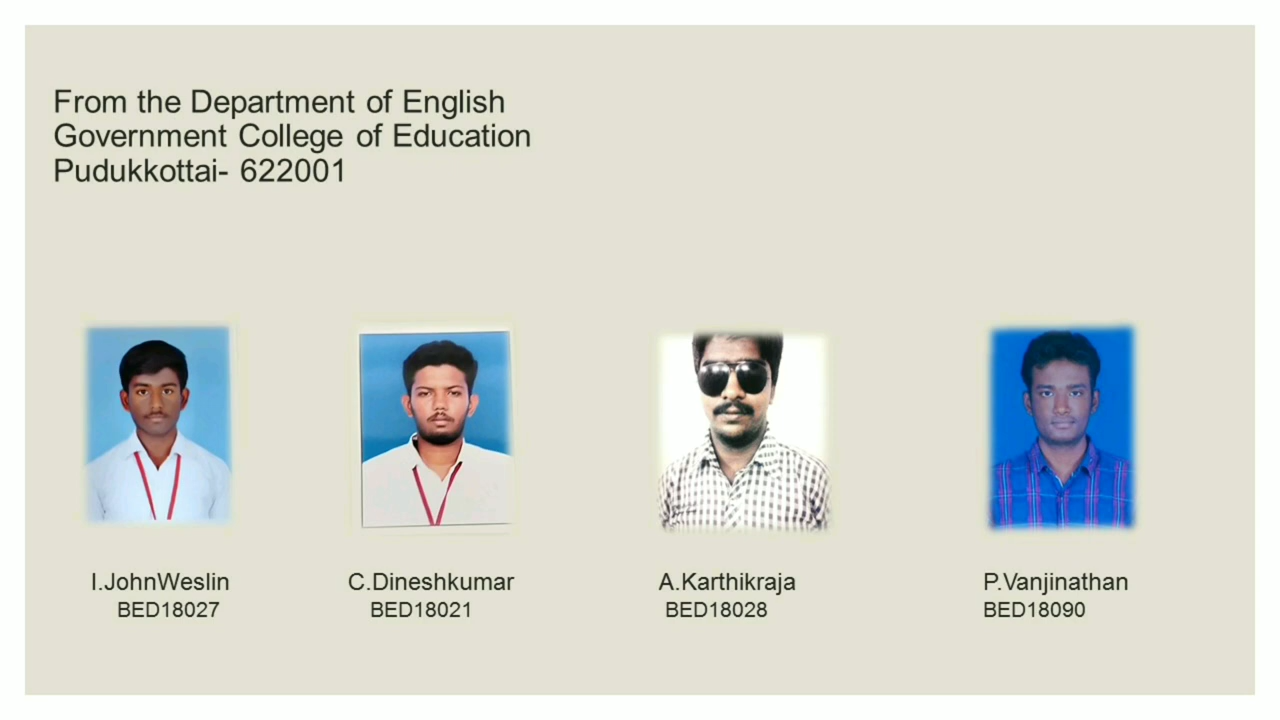 From the Department of English
Government College of Education
Pudukkottai- 622001
I.JohnWeslin
BED18027
C.Dineshkumar
BED18021
A.Karthikraja
BED18028
P.Vanjinathan
BED18090